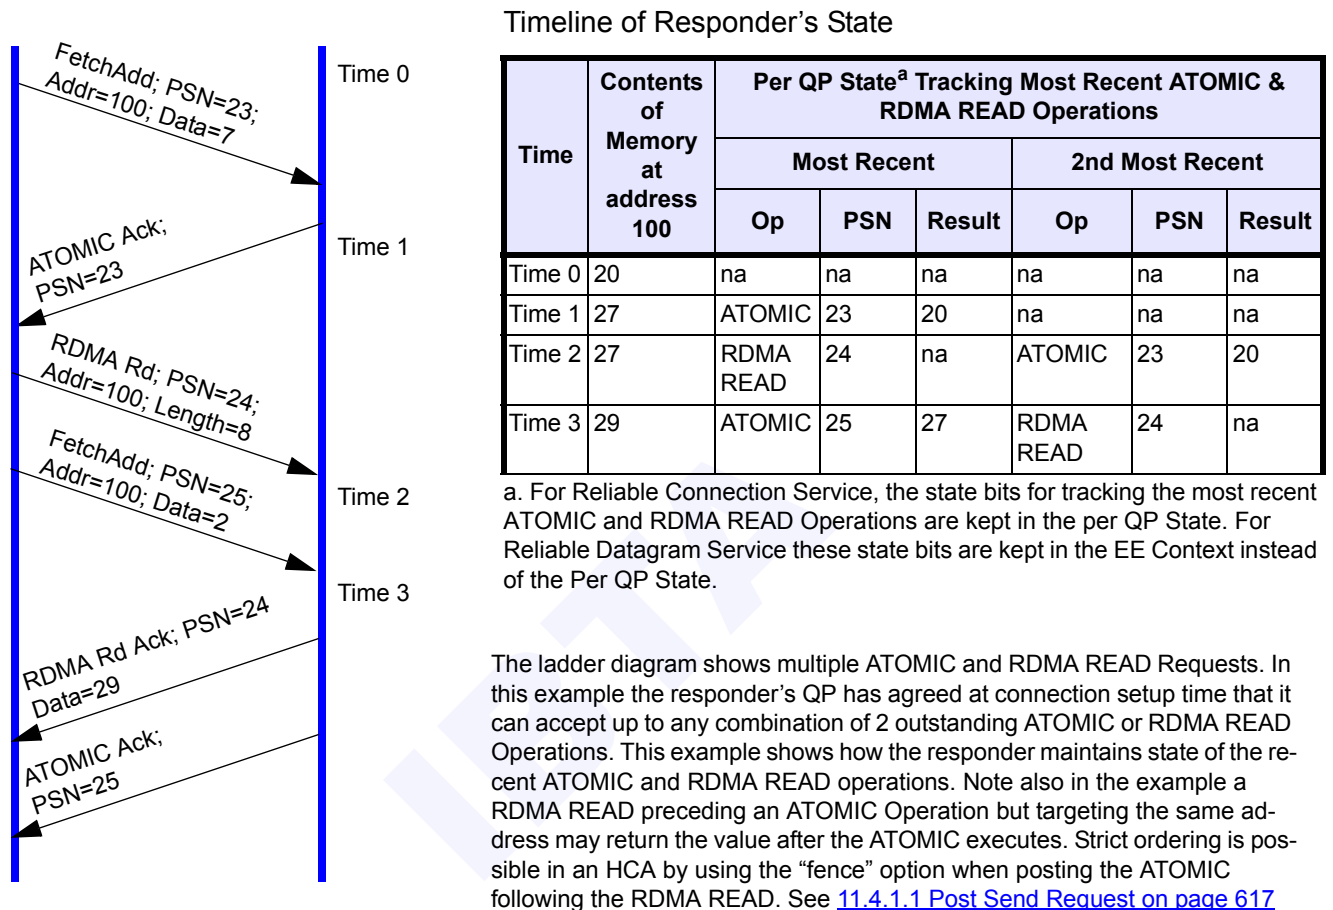 FetchAdd; PSN=23;
Addr=100; Data=7
Time 0
ATOMIC Ack;
PSN=23
Time 1
RDMA Rd; PSN=24;
Addr=100; Length=8
FetchAdd; PSN=25;
Addr=100; Data=2
Time 2
Time 3
RDMA Rd Ack; PSN=24
Data=29
ATOMIC Ack;
PSN=25
Timeline of Responder’s State
Time
Contents
of
Memory
at
address
100
Per QP Stateᵃ Tracking Most Recent ATOMIC &
RDMA READ Operations
Most Recent
2nd Most Recent
Op PSN Result Op PSN Result
Time 0 20 na na na na na na
Time 1 27 ATOMIC 23 20 na na na
Time 2 27 RDMA READ 24 na ATOMIC 23 20
Time 3 29 ATOMIC 25 27 RDMA READ 24 na
a. For Reliable Connection Service, the state bits for tracking the most recent
ATOMIC and RDMA READ Operations are kept in the per QP State. For
Reliable Datagram Service these state bits are kept in the EE Context instead
of the Per QP State.
The ladder diagram shows multiple ATOMIC and RDMA READ Requests. In
this example the responder’s QP has agreed at connection setup time that it
can accept up to any combination of 2 outstanding ATOMIC or RDMA READ
Operations. This example shows how the responder maintains state of the re-
cent ATOMIC and RDMA READ operations. Note also in the example a
RDMA READ preceding an ATOMIC Operation but targeting the same ad-
dress may return the value after the ATOMIC executes. Strict ordering is pos-
sible in an HCA by using the “fence” option when posting the ATOMIC
following the RDMA READ. See 11.4.1.1 Post Send Request on page 617
IBTA